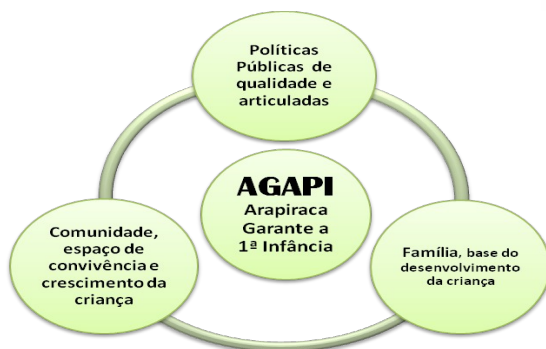 Políticas
Públicas de
qualidade e
articuladas
AGAPI
Arapiraca
Garante a
1ª Infância
Comunidade,
espaço de
convivência e
crescimento da
criança
Família, base do
desenvolvimento
da criança